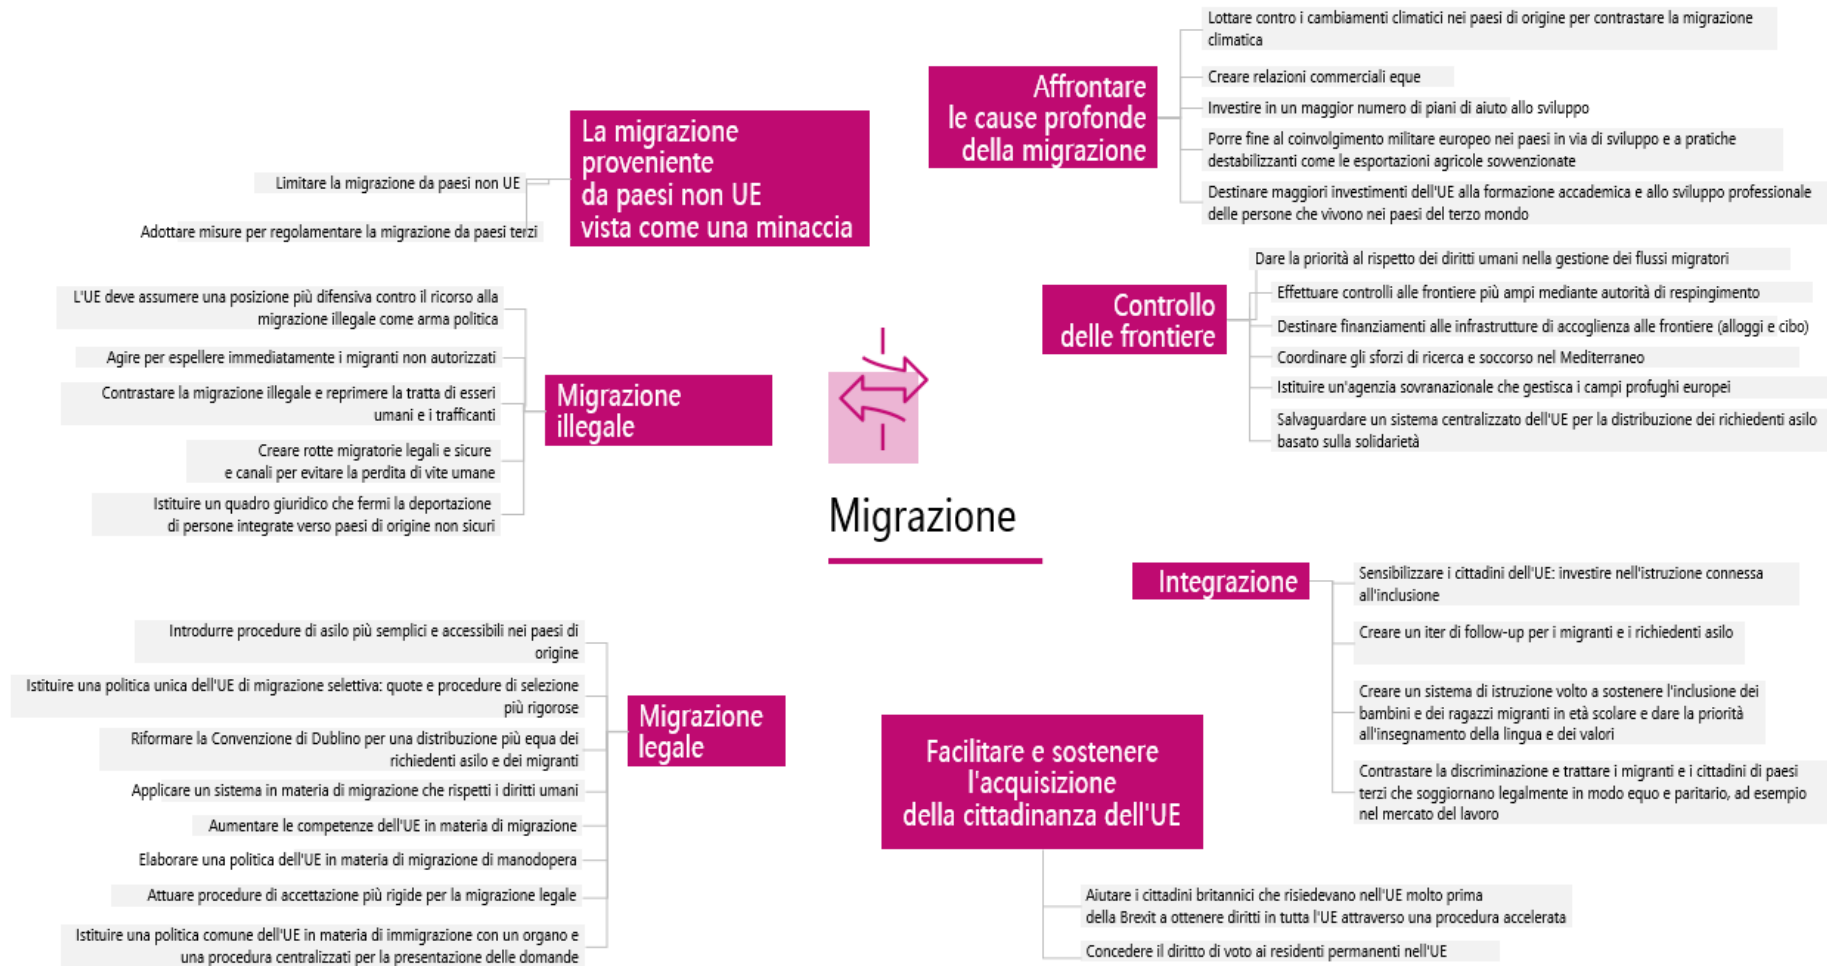 La migrazione
proveniente
da paesi non UE
vista come una minaccia
Limitare la migrazione da paesi non UE
Adottare misure per regolamentare la migrazione da paesi terzi
Migrazione
illegale
L'UE deve assumere una posizione più difensiva contro il ricorso alla
migrazione illegale come arma politica
Agire per espellere immediatamente i migranti non autorizzati
Contrastare la migrazione illegale e reprimere la tratta di esseri
umani e i trafficanti
Creare rotte migratorie legali e sicure
e canali per evitare la perdita di vite umane
Istituire un quadro giuridico che fermi la deportazione
di persone integrate verso paesi di origine non sicuri
Migrazione
legale
Introdurre procedure di asilo più semplici e accessibili nei paesi di
origine
Istituire una politica unica dell'UE di migrazione selettiva: quote e procedure di selezione
più rigorose
Riformare la Convenzione di Dublino per una distribuzione più equa dei
richiedenti asilo e dei migranti
Applicare un sistema in materia di migrazione che rispetti i diritti umani
Aumentare le competenze dell'UE in materia di migrazione
Elaborare una politica dell'UE in materia di migrazione di manodopera
Attuare procedure di accettazione più rigide per la migrazione legale
Istituire una politica comune dell'UE in materia di immigrazione con un organo e
una procedura centralizzati per la presentazione delle domande
Migrazione
Affrontare
le cause profonde
della migrazione
Lottare contro i cambiamenti climatici nei paesi di origine per contrastare la migrazione
climatica
Creare relazioni commerciali eque
Investire in un maggior numero di piani di aiuto allo sviluppo
Porre fine al coinvolgimento militare europeo nei paesi in via di sviluppo e a pratiche
destabilizzanti come le esportazioni agricole sovvenzionate
Destinare maggiori investimenti dell'UE alla formazione accademica e allo sviluppo professionale
delle persone che vivono nei paesi del terzo mondo
Controllo
delle frontiere
Dare la priorità al rispetto dei diritti umani nella gestione dei flussi migratori
Effettuare controlli alle frontiere più ampi mediante autorità di respingimento
Destinare finanziamenti alle infrastrutture di accoglienza alle frontiere (alloggi e cibo)
Coordinare gli sforzi di ricerca e soccorso nel Mediterraneo
Istituire un'agenzia sovranazionale che gestisca i campi profughi europei
Salvaguardare un sistema centralizzato dell'UE per la distribuzione dei richiedenti asilo
basato sulla solidarietà
Integrazione
Sensibilizzare i cittadini dell'UE: investire nell'istruzione connessa
all'inclusione
Creare un iter di follow-up per i migranti e i richiedenti asilo
Creare un sistema di istruzione volto a sostenere l'inclusione dei
bambini e dei ragazzi migranti in età scolare e dare la priorità
all'insegnamento della lingua e dei valori
Contrastare la discriminazione e trattare i migranti e i cittadini di paesi
terzi che soggiornano legalmente in modo equo e paritario, ad esempio
nel mercato del lavoro
Facilitare e sostenere
l'acquisizione
della cittadinanza dell'UE
Aiutare i cittadini britannici che risiedevano nell'UE molto prima
della Brexit a ottenere diritti in tutta l'UE attraverso una procedura accelerata
Concedere il diritto di voto ai residenti permanenti nell'UE